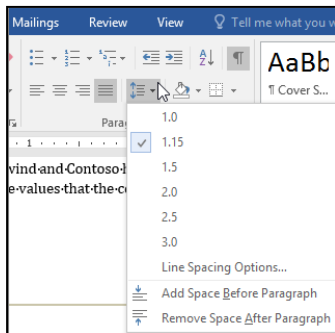 Mailings Review View Tell me what you w
AaBb
¶ Cover S...
Para
1
1.0
vind·and·Contoso·h
1.15
e·values·that·the·c
1.5
2.0
2.5
3.0
Line Spacing Options...
Add Space Before Paragraph
Remove Space After Paragraph